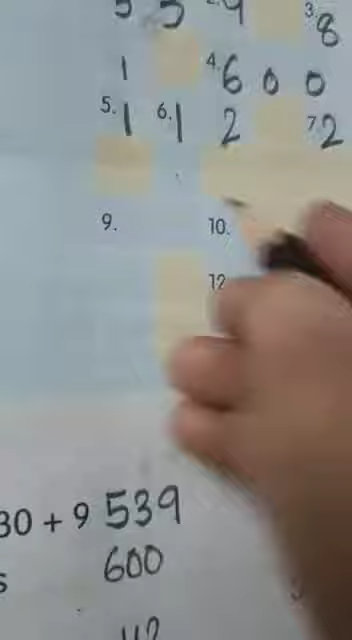 5 5 2. 9 3. 8
1 4. 6 0 0
5. 1 6. 1 2 7. 2
9. 10.
12
30 + 9 539
s 600